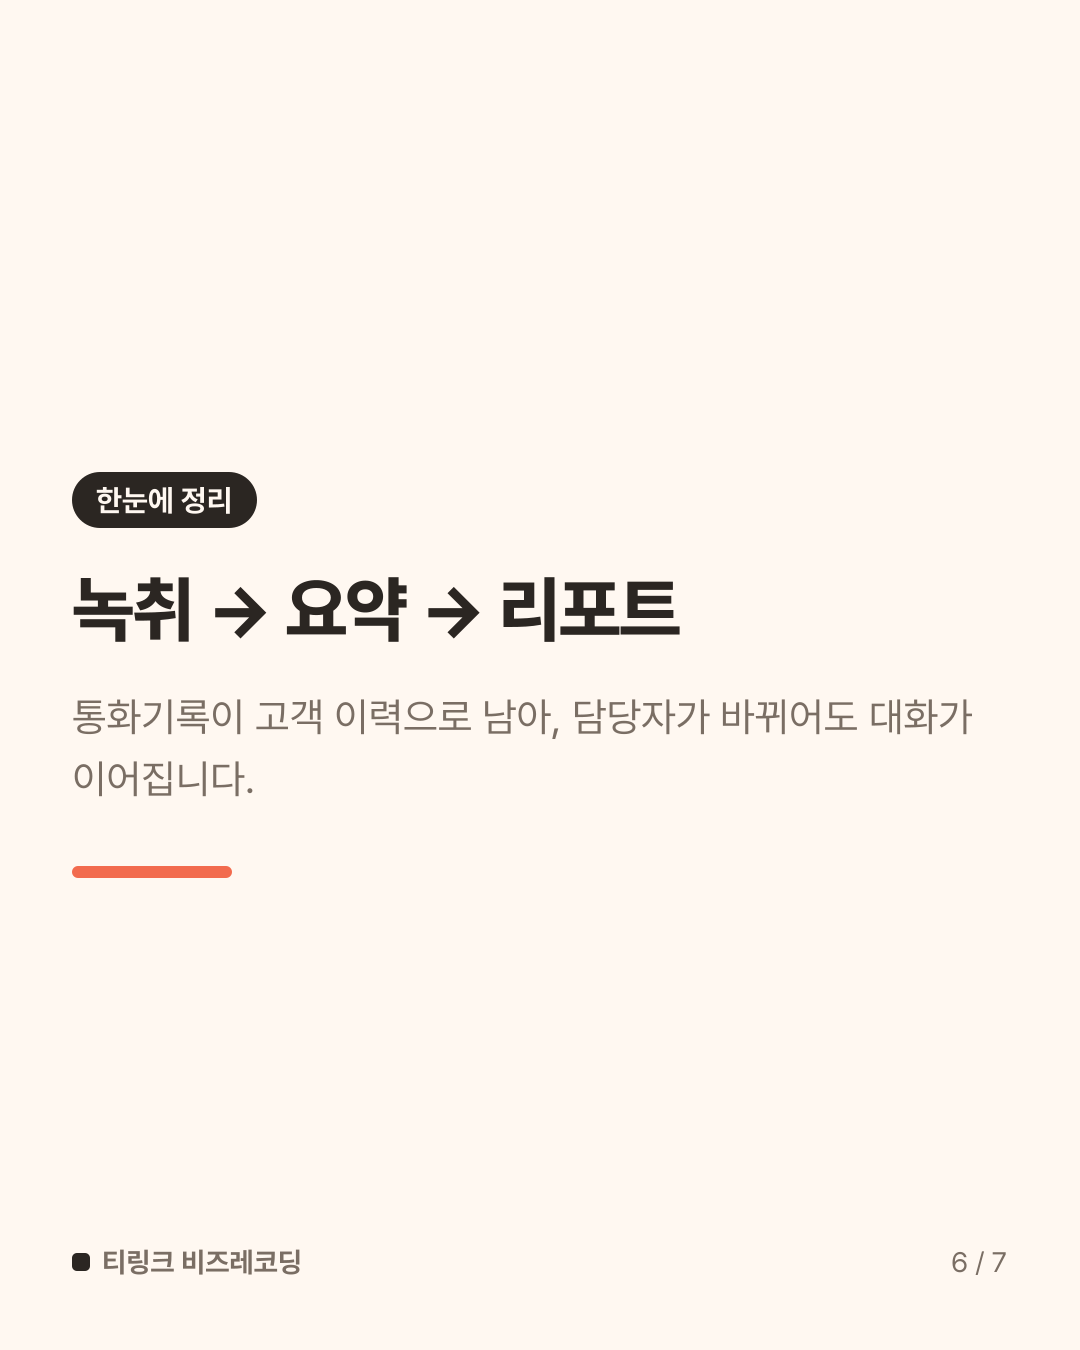 한눈에 정리
녹취 → 요약 → 리포트
통화기록이 고객 이력으로 남아, 담당자가 바뀌어도 대화가
이어집니다.
티링크 비즈레코딩
6 / 7